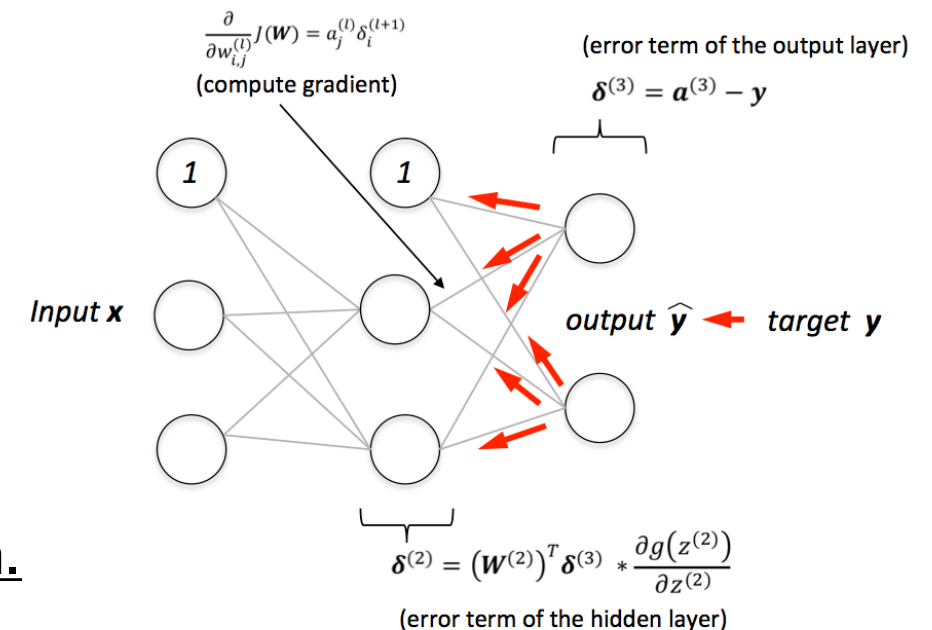 ∂/∂w_{i,j}^{(l)} J(W) = a_j^{(l)} δ_i^{(l+1)}
(compute gradient)
(error term of the output layer)
δ^{(3)} = a^{(3)} − y
1
1
Input x
output ŷ
target y
.
δ^{(2)} = (W^{(2)})^T δ^{(3)} * ∂g(z^{(2)})/∂z^{(2)}
(error term of the hidden layer)